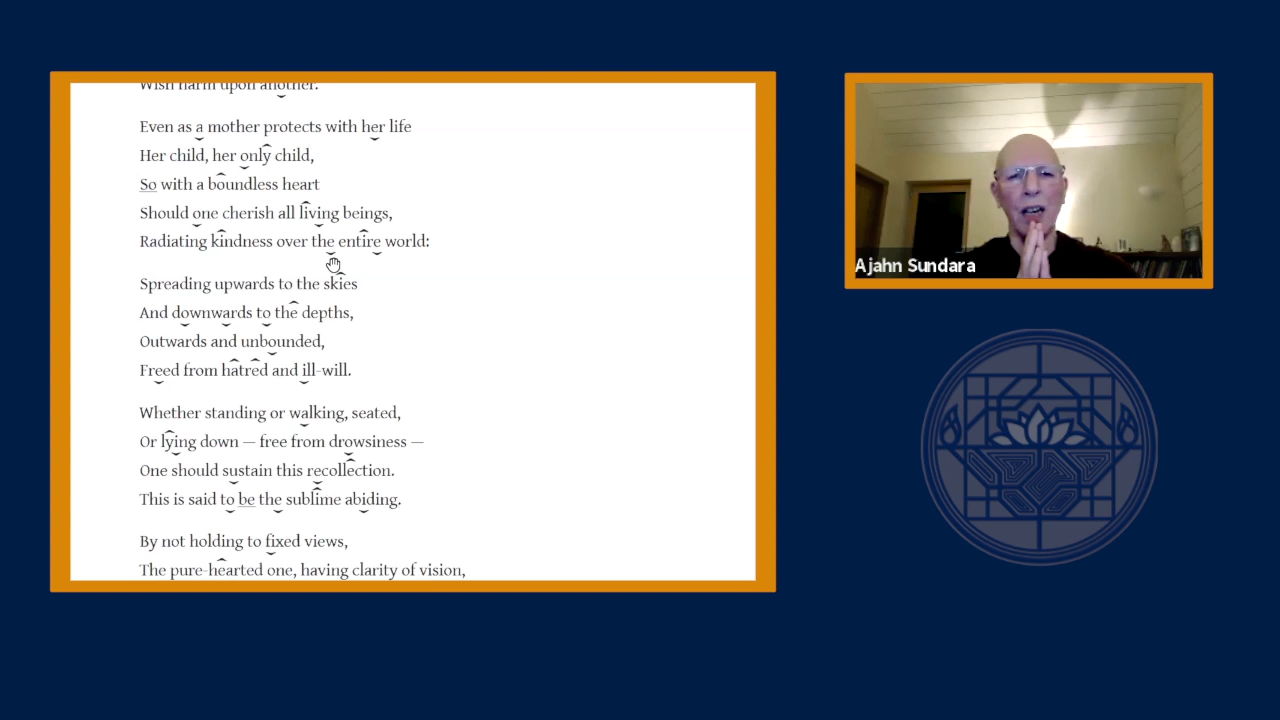 Wish harm upon another.
Even as a mother protects with her life
Her child, her only child,
So with a boundless heart
Should one cherish all living beings,
Radiating kindness over the entire world:
Spreading upwards to the skies
And downwards to the depths,
Outwards and unbounded,
Freed from hatred and ill-will.
Whether standing or walking, seated,
Or lying down — free from drowsiness —
One should sustain this recollection.
This is said to be the sublime abiding.
By not holding to fixed views,
The pure-hearted one, having clarity of vision,
Ajahn Sundara